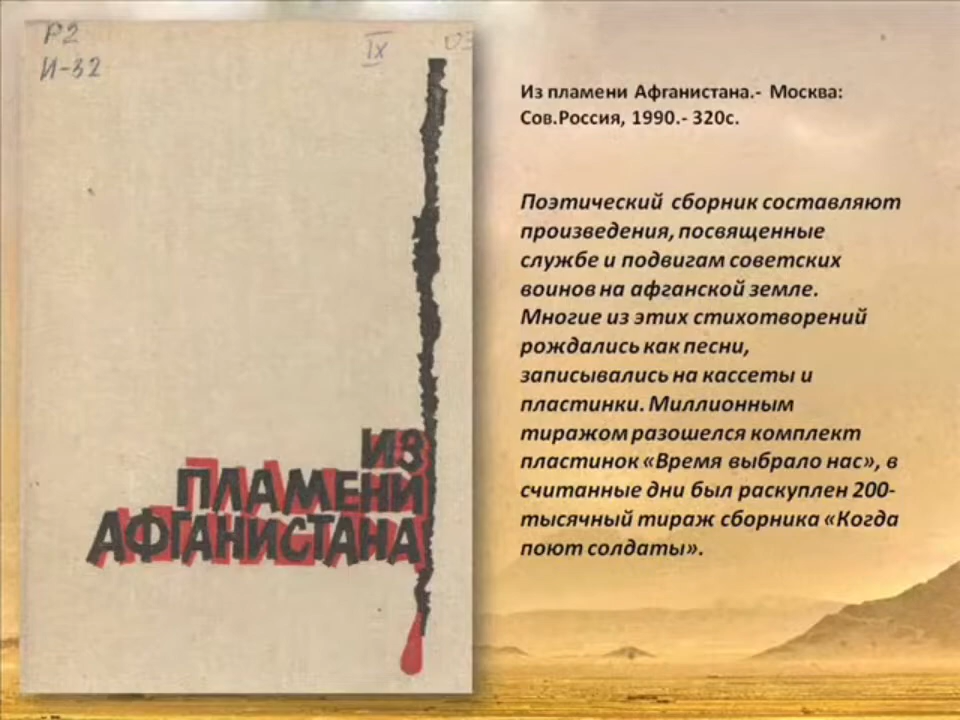 Р2
И-32
IX
ИЗ
ПЛАМЕНИ
АФГАНИСТАНА
Из пламени Афганистана.- Москва:
Сов.Россия, 1990.- 320с.
Поэтический сборник составляют
произведения, посвященные
службе и подвигам советских
воинов на афганской земле.
Многие из этих стихотворений
рождались как песни,
записывались на кассеты и
пластинки. Миллионным
тиражом разошелся комплект
пластинок «Время выбрало нас», в
считанные дни был раскуплен 200-
тысячный тираж сборника «Когда
поют солдаты».